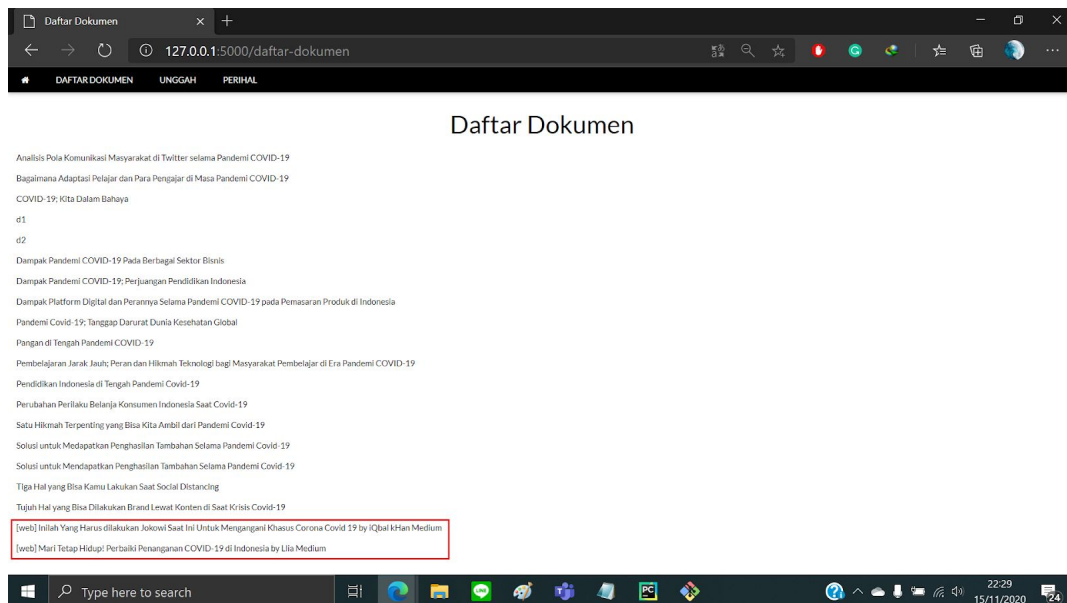 Daftar Dokumen
127.0.0.1:5000/daftar-dokumen
DAFTAR DOKUMEN UNGGAH PERIHAL
Daftar Dokumen
Analisis Pola Komunikasi Masyarakat di Twitter selama Pandemi COVID-19
Bagaimana Adaptasi Pelajar dan Para Pengajar di Masa Pandemi COVID-19
COVID-19; Kita Dalam Bahaya
d1
d2
Dampak Pandemi COVID-19 Pada Berbagai Sektor Bisnis
Dampak Pandemi COVID-19; Perjuangan Pendidikan Indonesia
Dampak Platform Digital dan Perannya Selama Pandemi COVID-19 pada Pemasaran Produk di Indonesia
Pandemi Covid-19; Tanggap Darurat Dunia Kesehatan Global
Pangan di Tengah Pandemi COVID-19
Pembelajaran Jarak Jauh; Peran dan Hikmah Teknologi bagi Masyarakat Pembelajar di Era Pandemi COVID-19
Pendidikan Indonesia di Tengah Pandemi Covid-19
Perubahan Perilaku Belanja Konsumen Indonesia Saat Covid-19
Satu Hikmah Terpenting yang Bisa Kita Ambil dari Pandemi Covid-19
Solusi untuk Medapatkan Penghasilan Tambahan Selama Pandemi Covid-19
Solusi untuk Mendapatkan Penghasilan Tambahan Selama Pandemi Covid-19
Tiga Hal yang Bisa Kamu Lakukan Saat Social Distancing
Tujuh Hal yang Bisa Dilakukan Brand Lewat Konten di Saat Krisis Covid-19
[web] Inilah Yang Harus dilakukan Jokowi Saat Ini Untuk Mengangani Khasus Corona Covid 19 by iQbal kHan Medium
[web] Mari Tetap Hidup! Perbaiki Penanganan COVID-19 di Indonesia by Llia Medium
Type here to search
22:29
15/11/2020
24